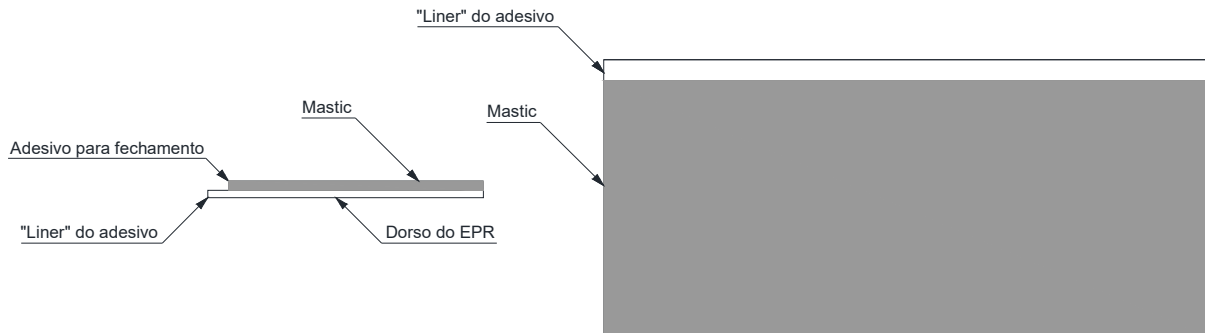 "Liner" do adesivo
Mastic
Mastic
Adesivo para fechamento
"Liner" do adesivo
Dorso do EPR